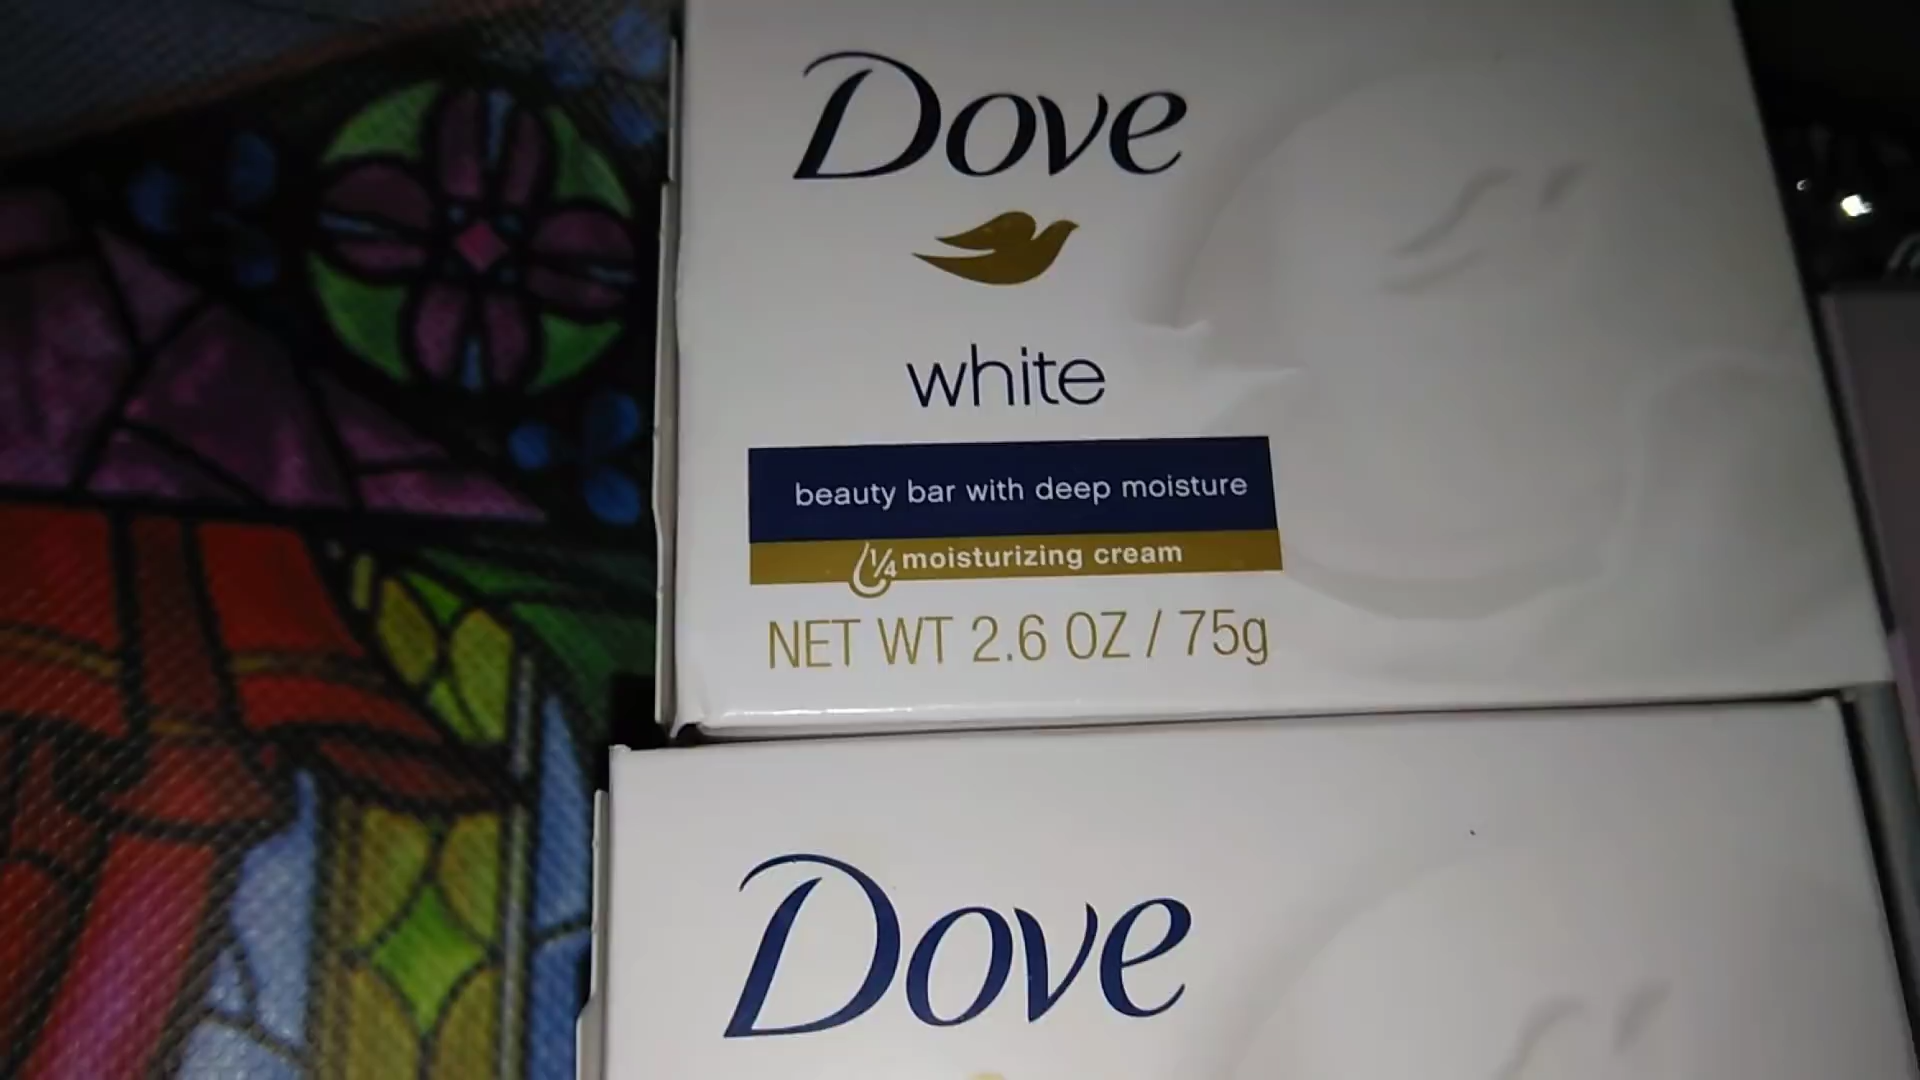 Dove
white
beauty bar with deep moisture
¼ moisturizing cream
NET WT 2.6 OZ / 75g
Dove